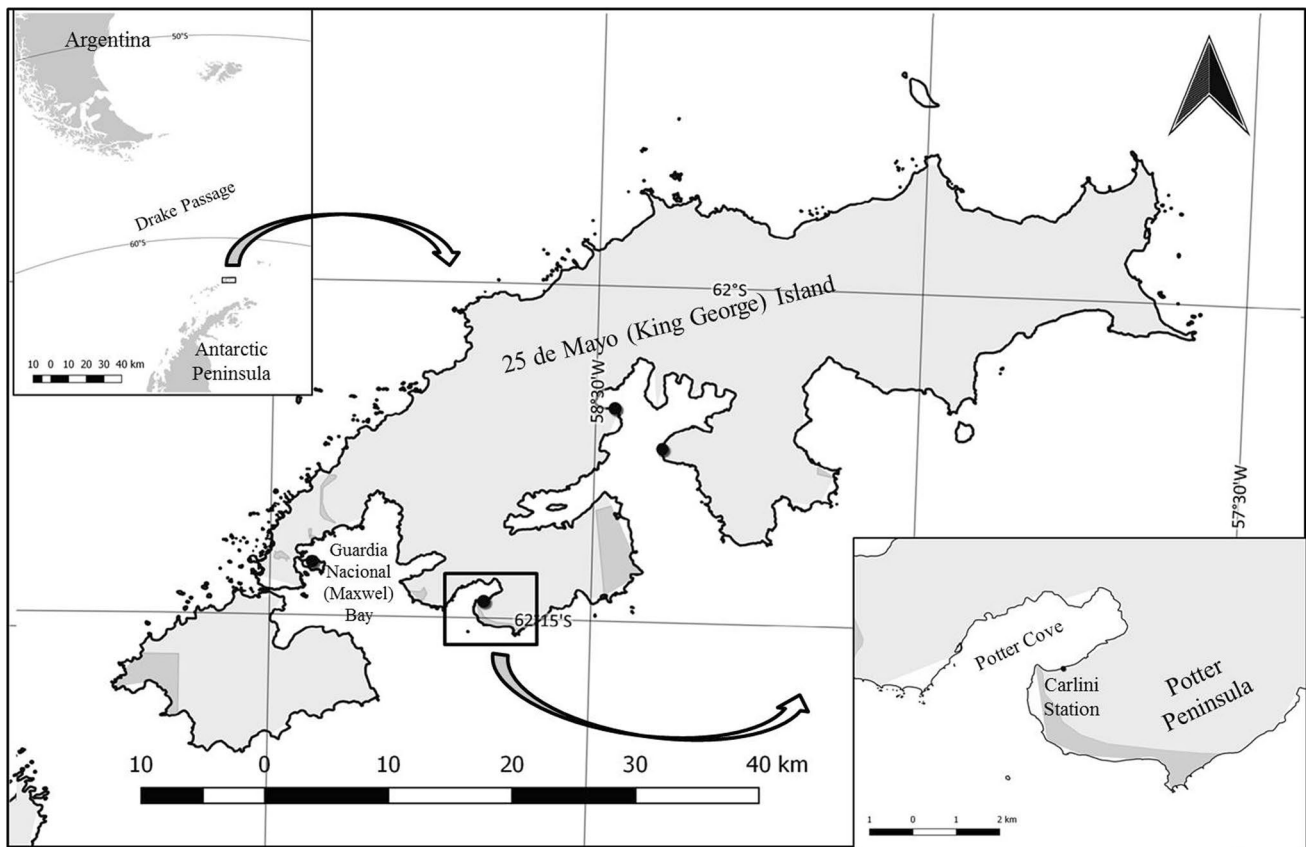 Argentina
50°S
Drake Passage
60°S
Antarctic
Peninsula
10 0 10 20 30 40 km
62°S
25 de Mayo (King George) Island
58°30'W
57°30'W
Guardia
Nacional
(Maxwel)
Bay
62°15'S
10 0 10 20 30 40 km
Potter Cove
Carlini
Station
Potter
Peninsula
1 0 1 2 km